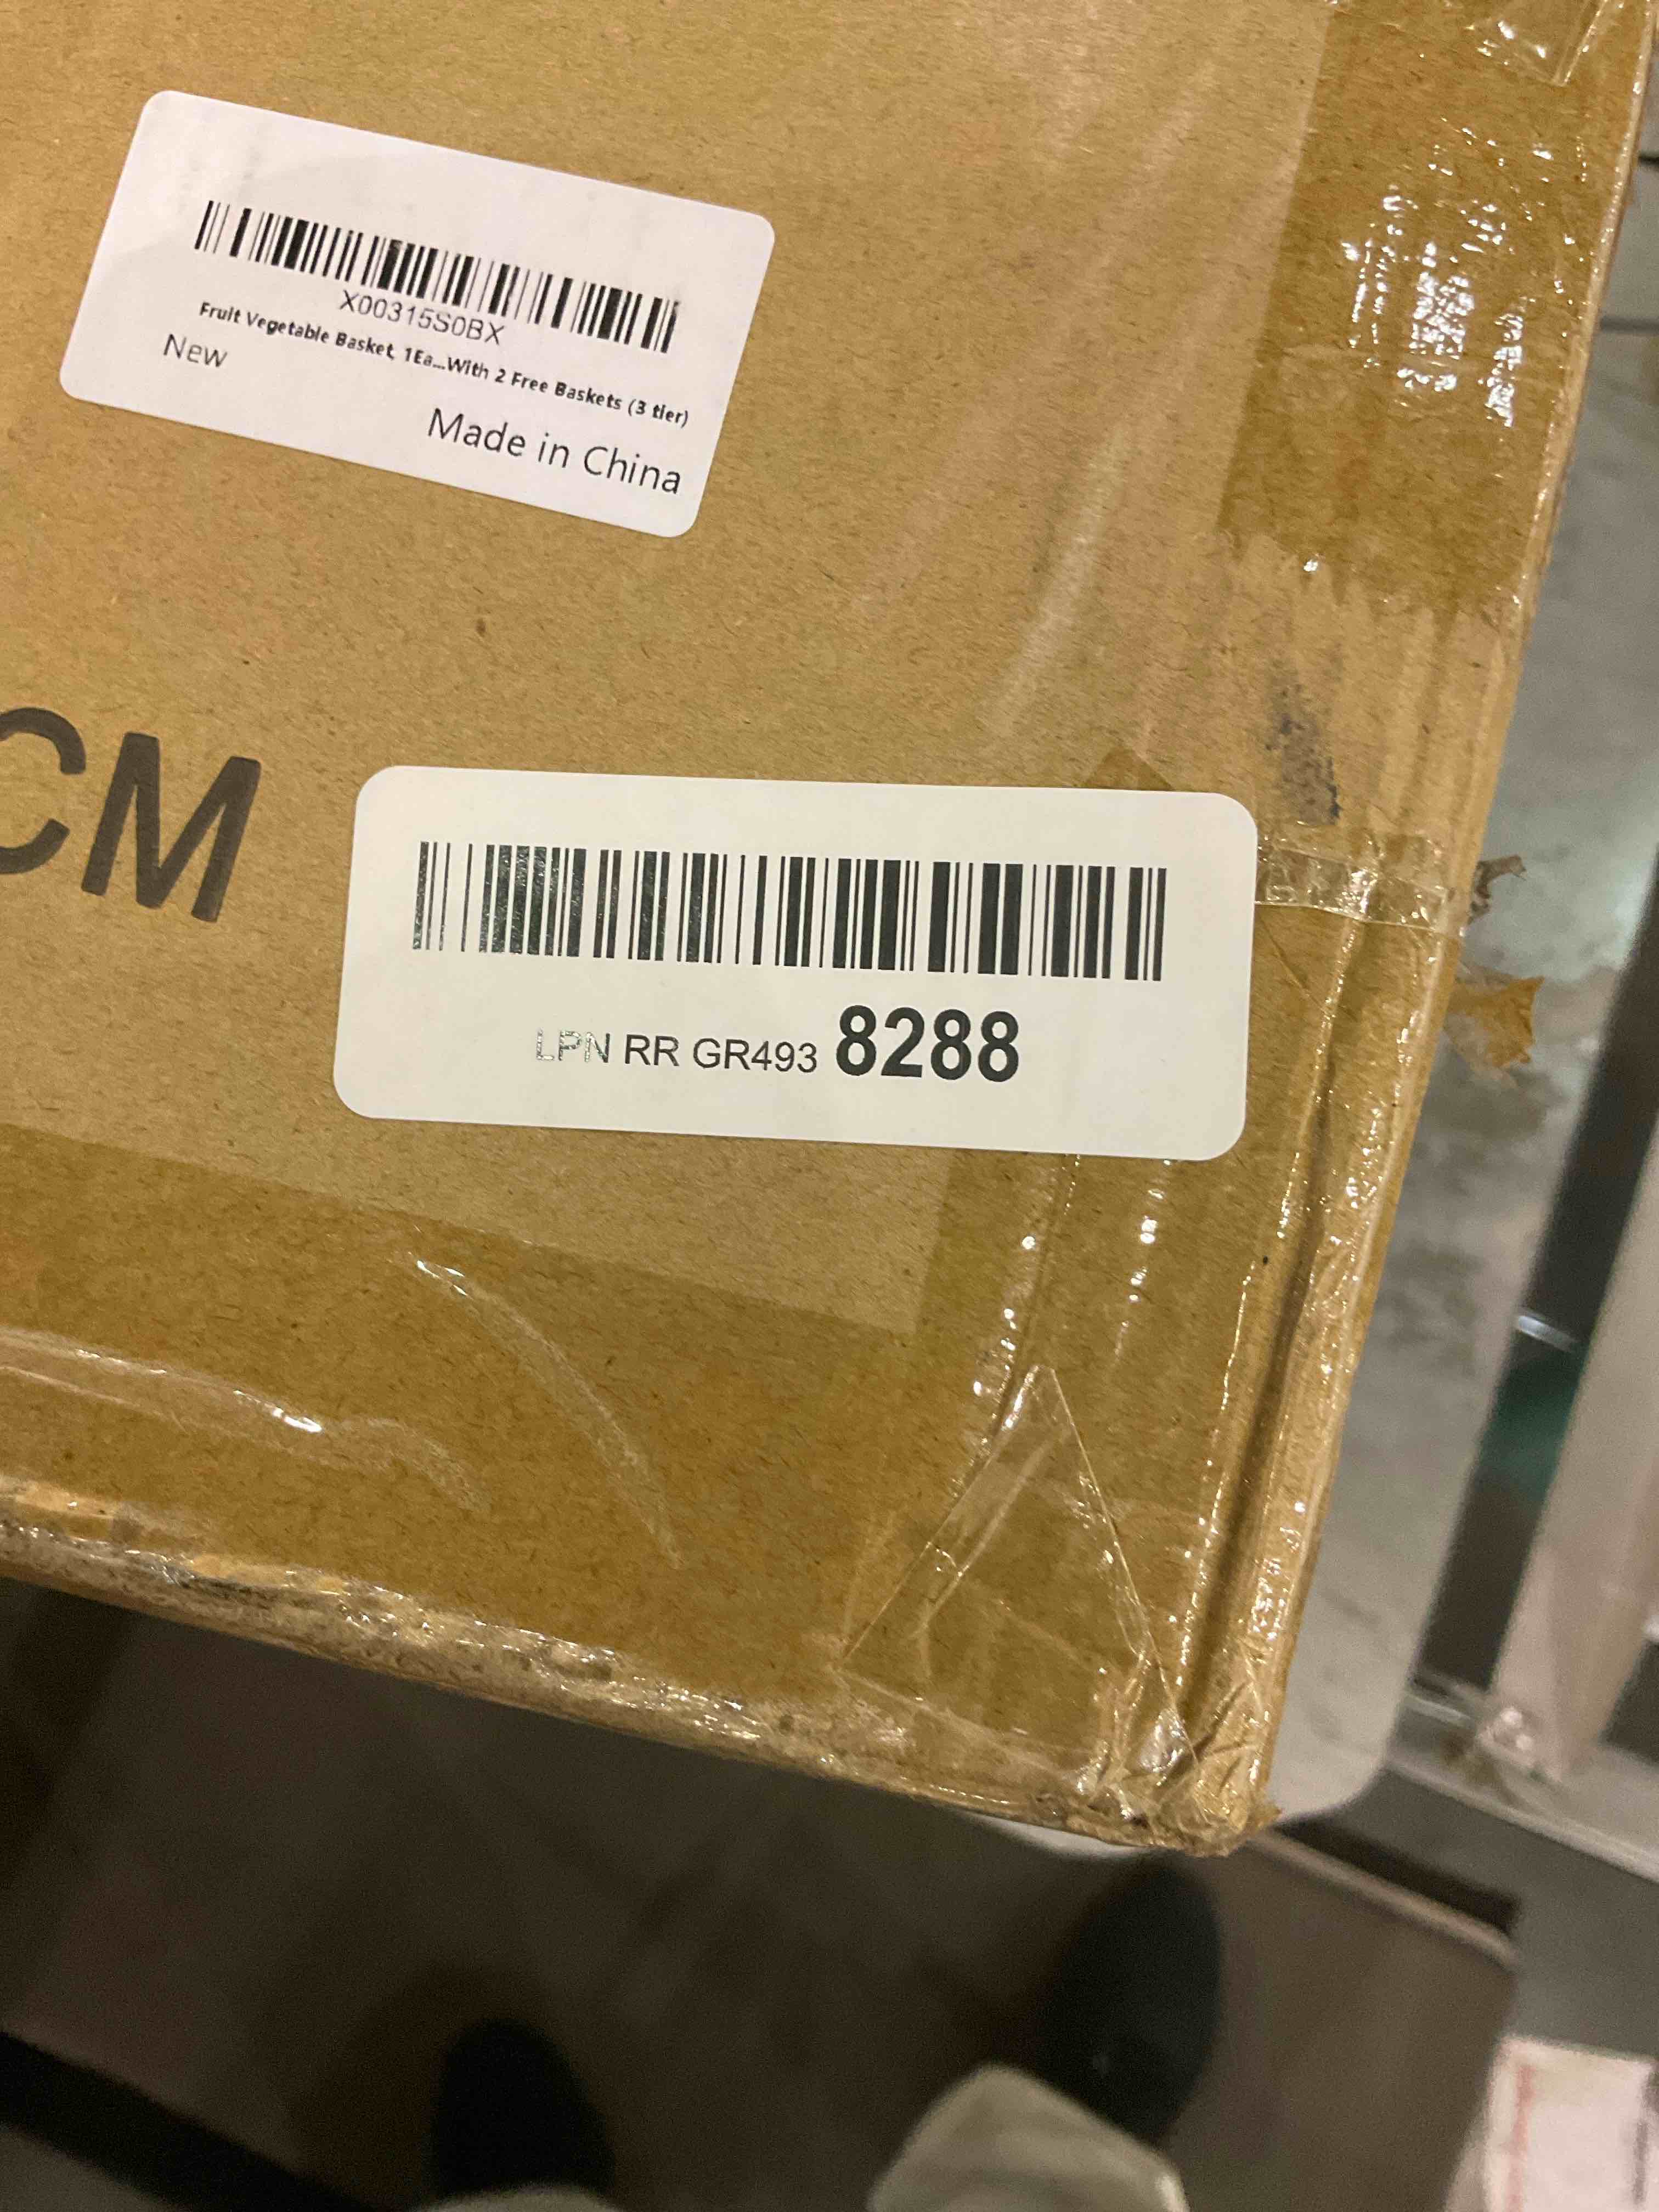 X00315S0BX
Fruit Vegetable Basket, 1Ea...With 2 Free Baskets (3 tier)
New
Made in China
CM
LPN RR GR493 8288